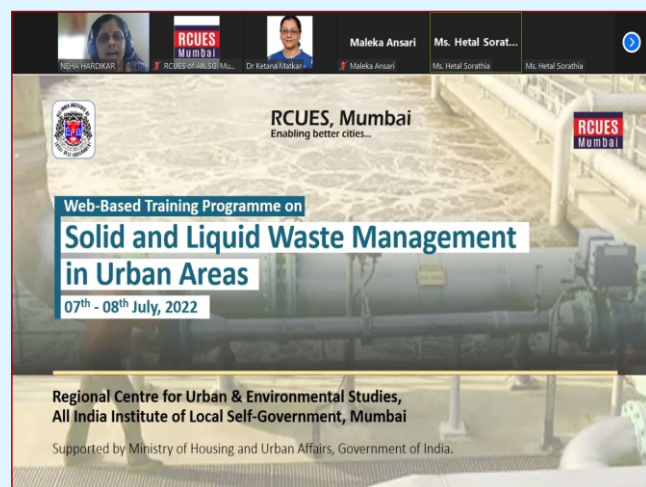 RCUES
Mumbai
Maleka Ansari
Ms. Hetal Sorat...
NEHA HARDIKAR
RCUES of AIILSG, Mu...
Dr Ketana Matkar -
Maleka Ansari
Ms. Hetal Sorathia
Ms. Hetal Sorathia
RCUES, Mumbai
Enabling better cities...
RCUES
Mumbai
Web-Based Training Programme on
Solid and Liquid Waste Management
in Urban Areas
07th - 08th July, 2022
Regional Centre for Urban & Environmental Studies,
All India Institute of Local Self-Government, Mumbai
Supported by Ministry of Housing and Urban Affairs, Government of India.